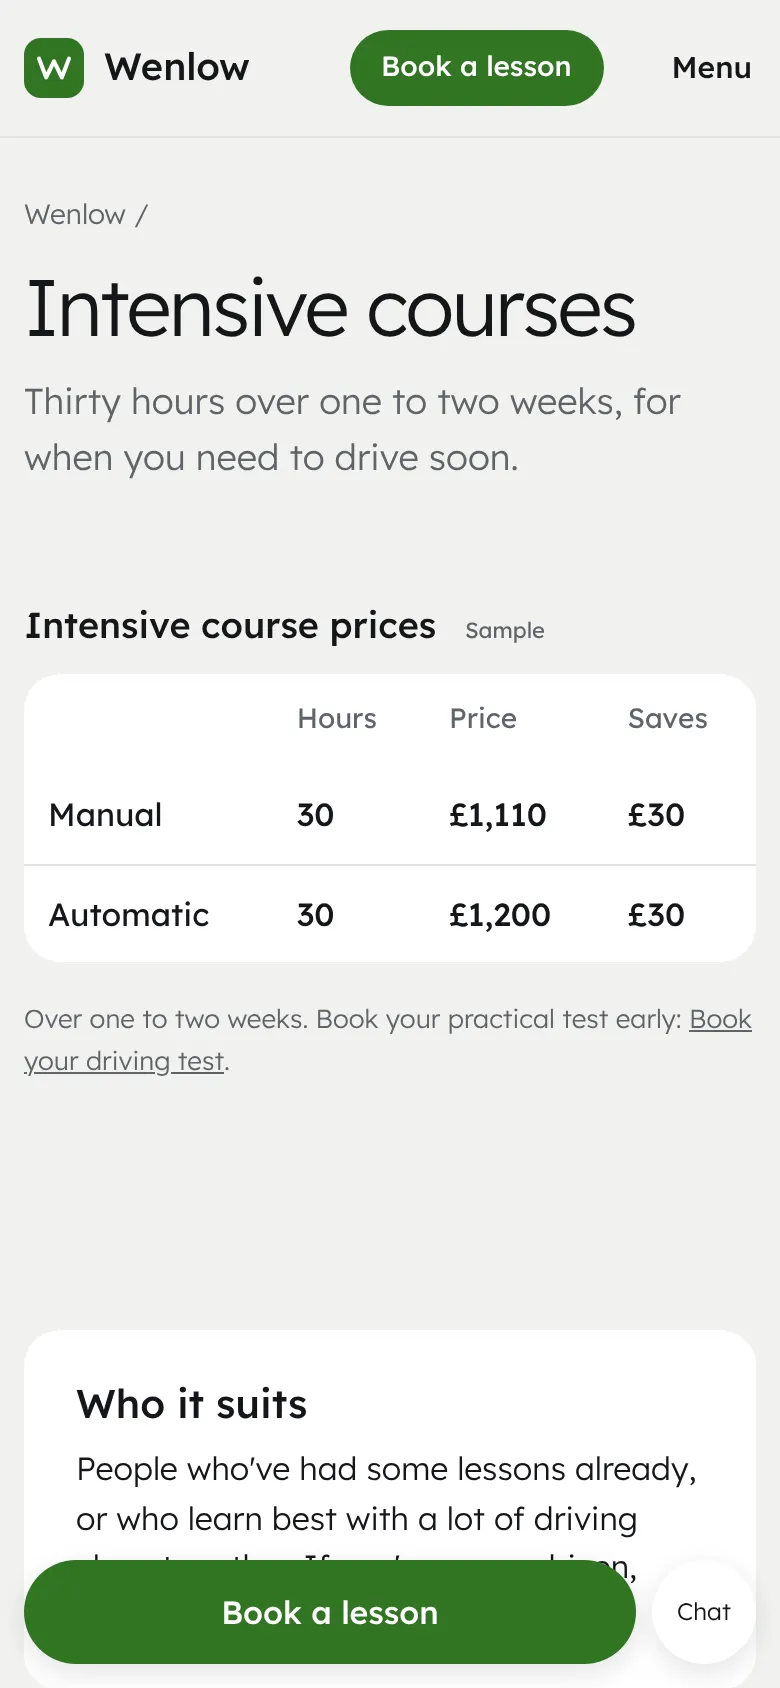 W Wenlow Book a lesson Menu
Wenlow /
Intensive courses
Thirty hours over one to two weeks, for
when you need to drive soon.
Intensive course prices Sample
Hours Price Saves
Manual 30 £1,110 £30
Automatic 30 £1,200 £30
Over one to two weeks. Book your practical test early: Book
your driving test.
Who it suits
People who've had some lessons already,
or who learn best with a lot of driving
Book a lesson Chat